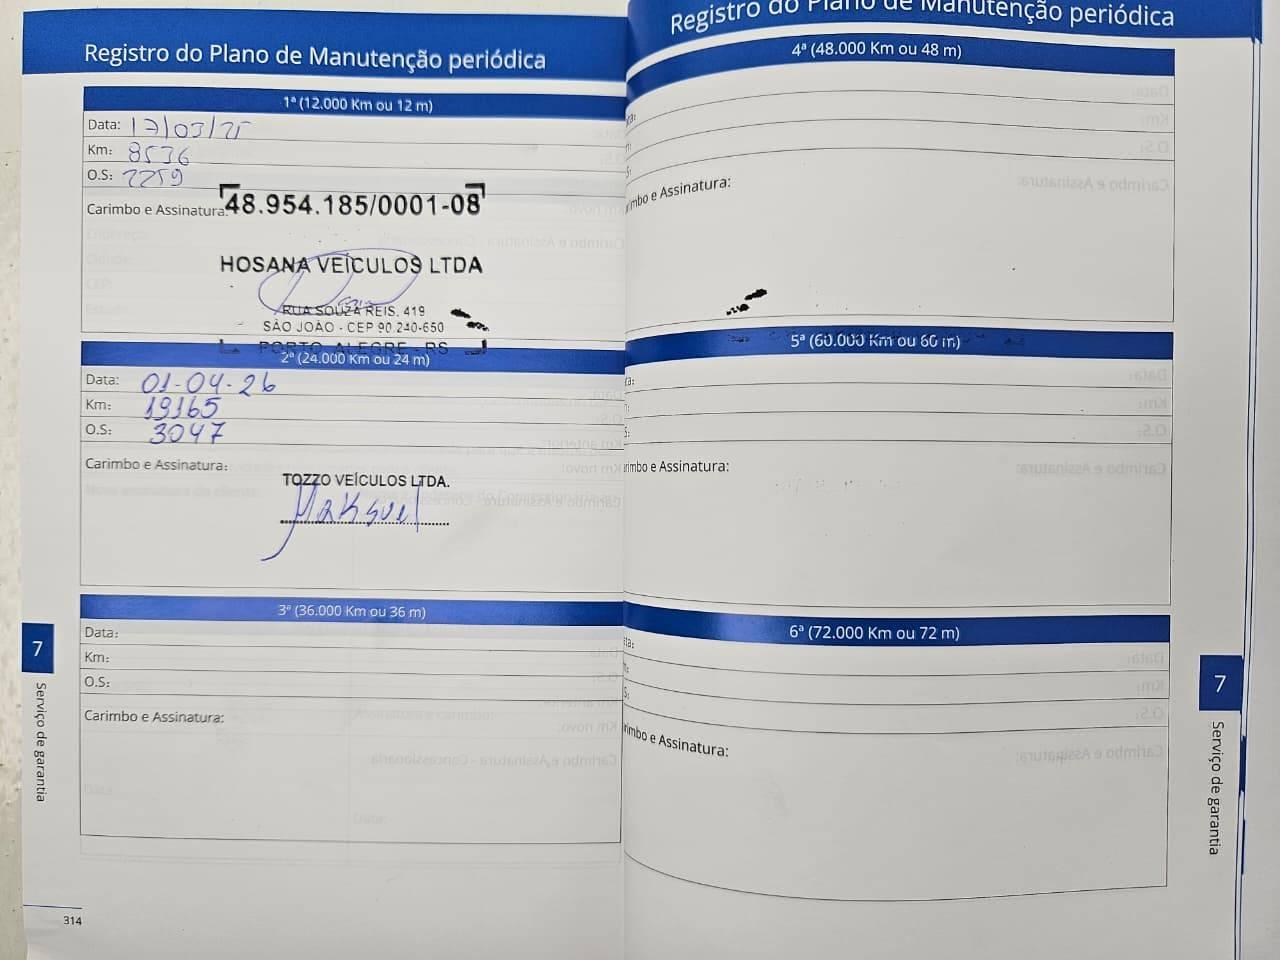 Registro do Plano de Manutenção periódica
1ª (12.000 Km ou 12 m)
Data: 17/03/25
Km: 8536
O.S: 2259
Carimbo e Assinatura:
48.954.185/0001-08
HOSANA VEÍCULOS LTDA
RUA SOUZA REIS, 419
SÃO JOÃO - CEP 90.240-650
PORTO ALEGRE - RS
2ª (24.000 Km ou 24 m)
Data: 01-04-26
Km: 19165
O.S: 3047
Carimbo e Assinatura:
TOZZO VEÍCULOS LTDA.
Maksuel
3ª (36.000 Km ou 36 m)
Data:
Km:
O.S:
Carimbo e Assinatura:
7
Serviço de garantia
314
Registro do Plano de Manutenção periódica
4ª (48.000 Km ou 48 m)
Assinatura:
5ª (60.000 Km ou 60 m)
Assinatura:
6ª (72.000 Km ou 72 m)
Assinatura:
7
Serviço de garantia